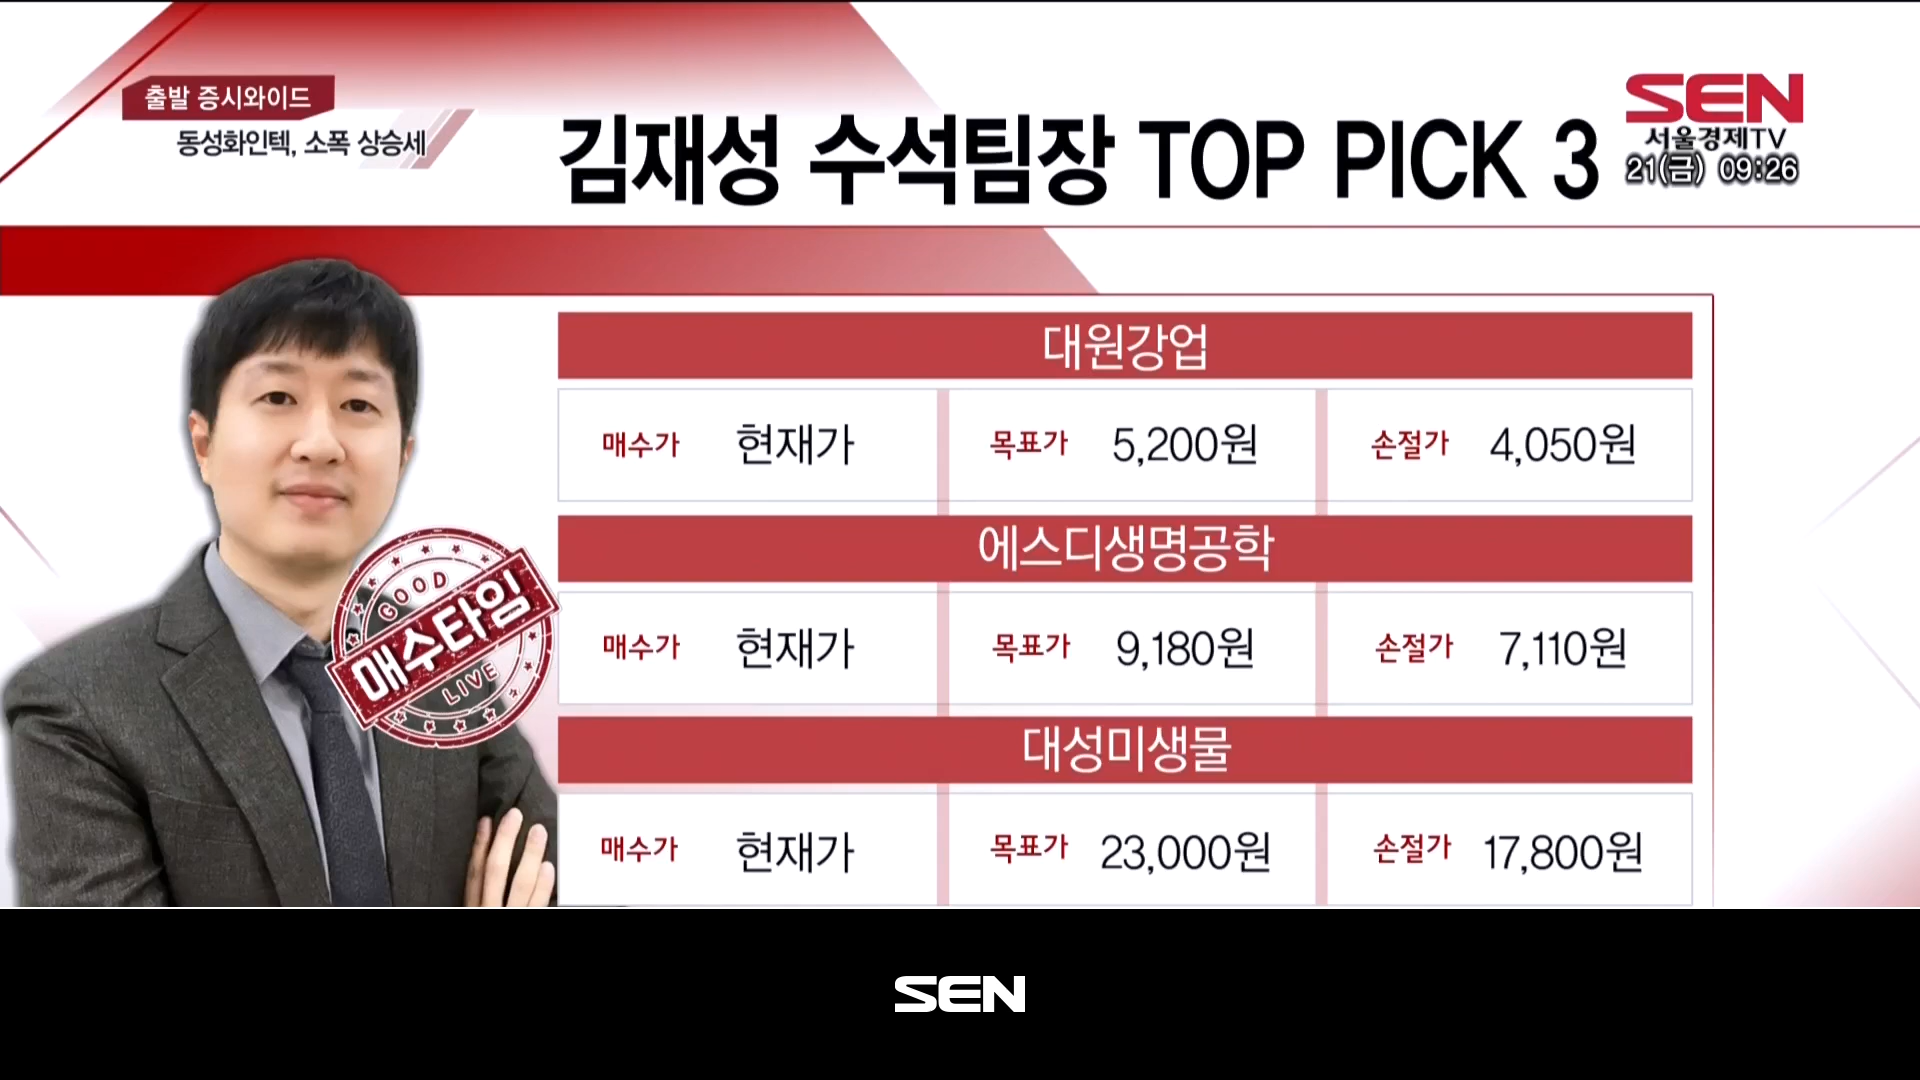 출발 증시와이드
동성화인텍, 소폭 상승세
김재성 수석팀장 TOP PICK 3
SEN
서울경제TV
21(금) 09:26
대원강업
매수가 현재가 목표가 5,200원 손절가 4,050원
에스디생명공학
매수가 현재가 목표가 9,180원 손절가 7,110원
대성미생물
매수가 현재가 목표가 23,000원 손절가 17,800원
GOOD
매수타임
LIVE
SEN